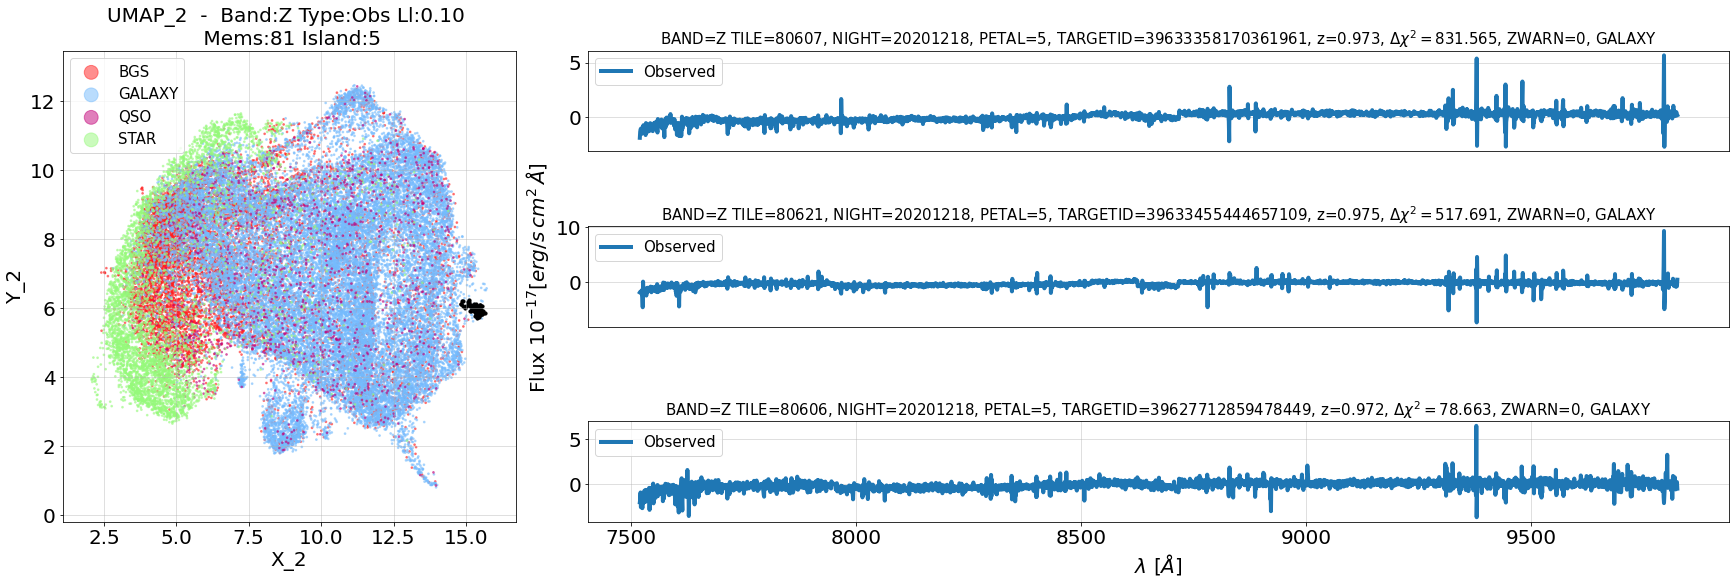 UMAP_2  -  Band:Z Type:Obs Ll:0.10
Mems:81 Island:5
BGS
GALAXY
QSO
STAR
12
10
8
6
4
2
0
2.5 5.0 7.5 10.0 12.5 15.0
X_2
Y_2
Flux 10⁻¹⁷[erg/s cm² Å]
BAND=Z TILE=80607, NIGHT=20201218, PETAL=5, TARGETID=39633358170361961, z=0.973, Δχ² = 831.565, ZWARN=0, GALAXY
Observed
5
0
BAND=Z TILE=80621, NIGHT=20201218, PETAL=5, TARGETID=39633455444657109, z=0.975, Δχ² = 517.691, ZWARN=0, GALAXY
Observed
10
0
BAND=Z TILE=80606, NIGHT=20201218, PETAL=5, TARGETID=39627712859478449, z=0.972, Δχ² = 78.663, ZWARN=0, GALAXY
Observed
5
0
7500 8000 8500 9000 9500
λ [Å]